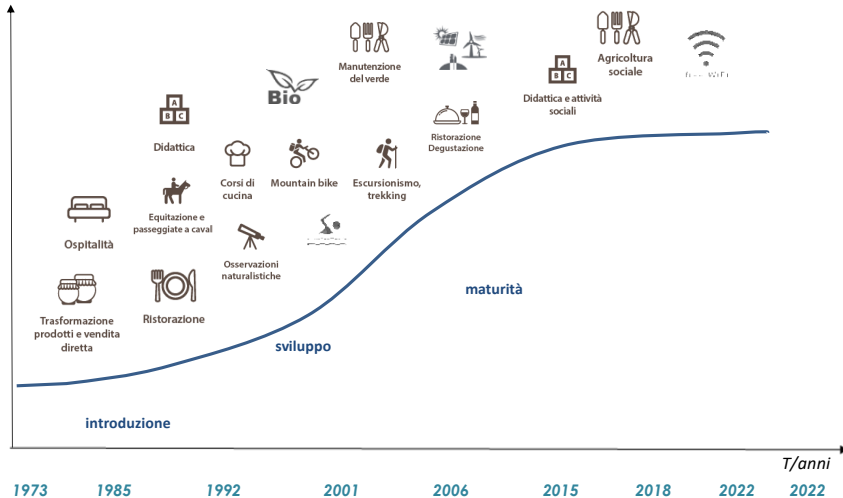 Manutenzione
del verde
Agricoltura
sociale
Bio
A
B C
Didattica e attività
sociali
A
B C
Didattica
Ristorazione
Degustazione
Corsi di
cucina
Mountain bike
Escursionismo,
trekking
Equitazione e
passeggiate a caval
Ospitalità
Osservazioni
naturalistiche
Trasformazione
prodotti e vendita
diretta
Ristorazione
maturità
sviluppo
introduzione
T/anni
1973 1985 1992 2001 2006 2015 2018 2022 2022